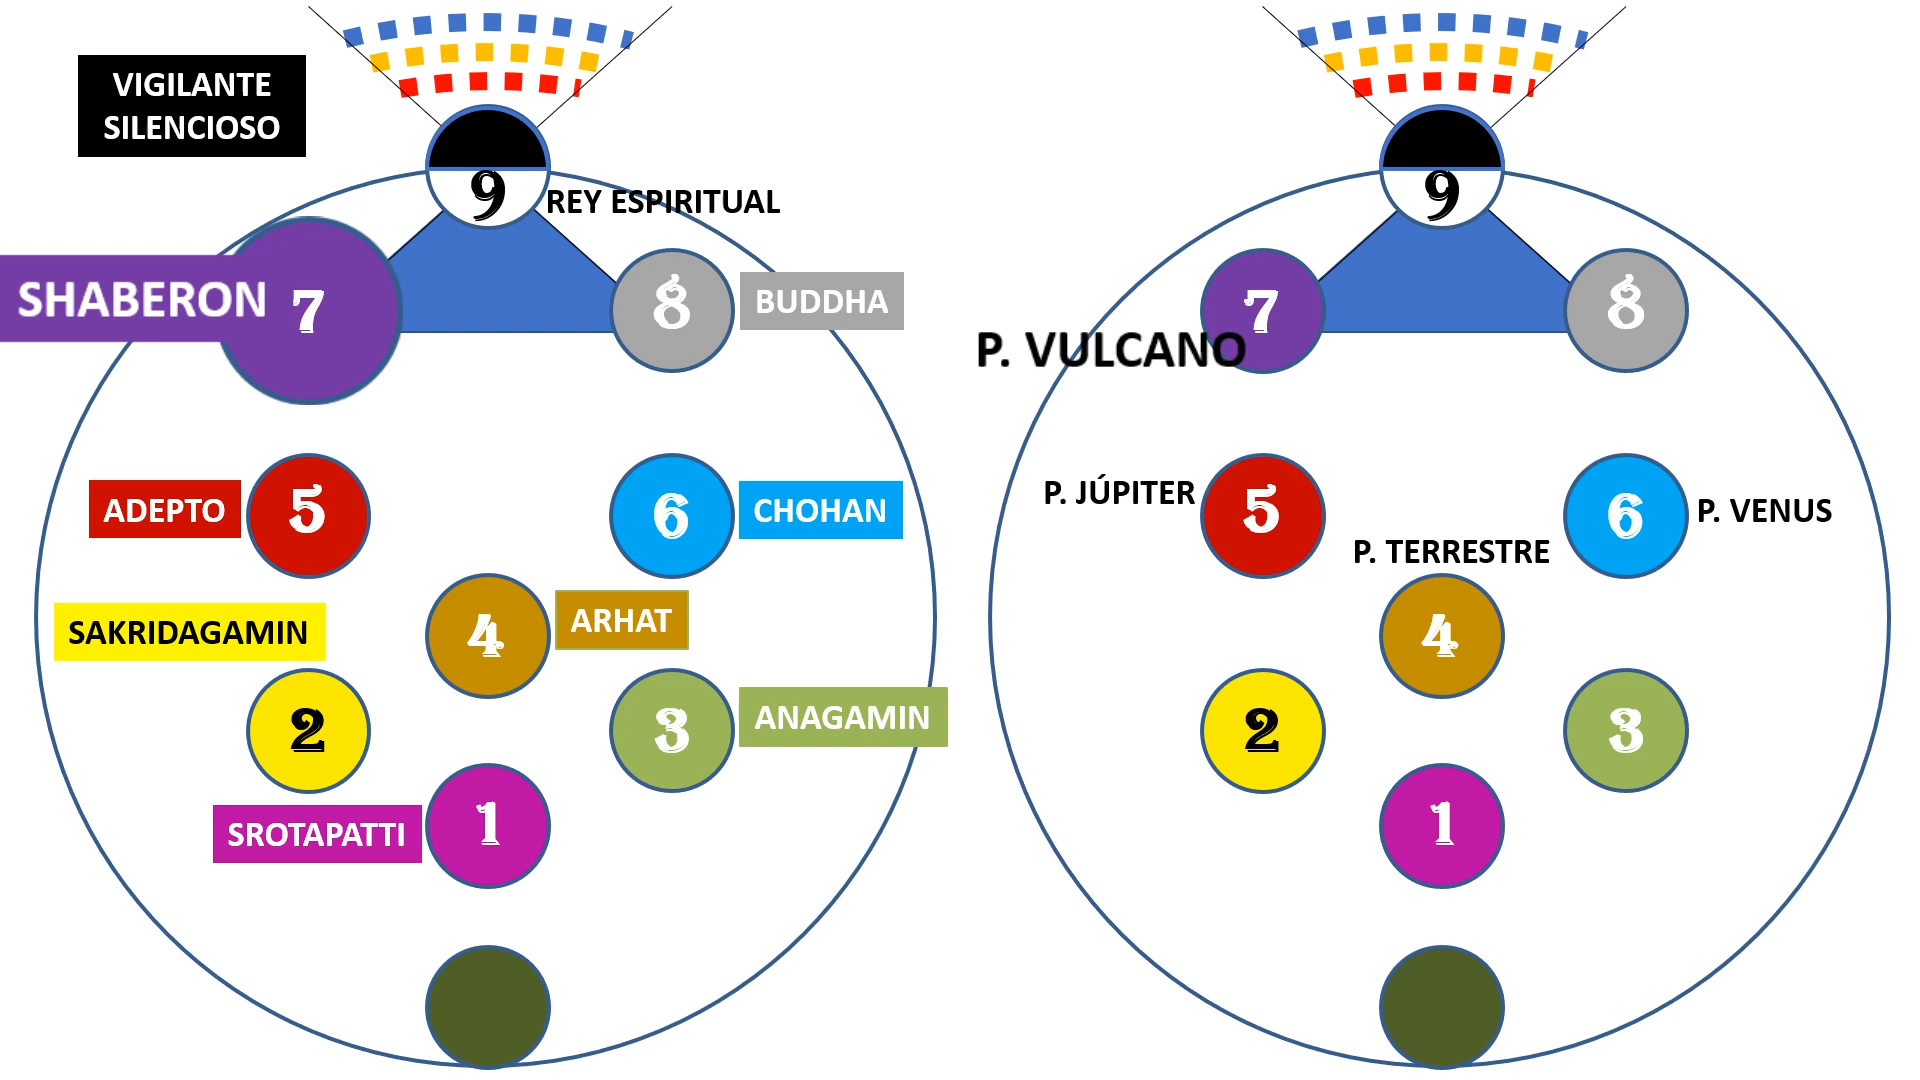 VIGILANTE
SILENCIOSO
9
REY ESPIRITUAL
SHABERON
7
8
BUDDHA
ADEPTO
5
6
CHOHAN
SAKRIDAGAMIN
4
ARHAT
2
3
ANAGAMIN
SROTAPATTI
1
9
7
8
P. VULCANO
P. JÚPITER
5
6
P. VENUS
P. TERRESTRE
4
2
3
1